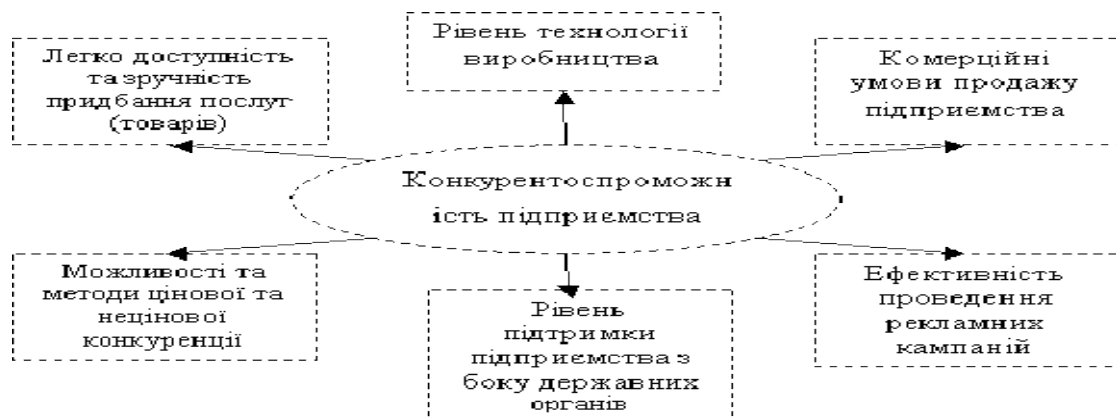 Легко доступність
та зручність
придбання послуг
(товарів)
Рівень технології
виробництва
Комерційні
умови продажу
підприємства
Конкурентоспроможн
ість підприємства
Можливості та
методи цінової та
нецінової
конкуренції
Рівень
підтримки
підприємства з
боку державних
органів
Ефективність
проведення
рекламних
кампаній